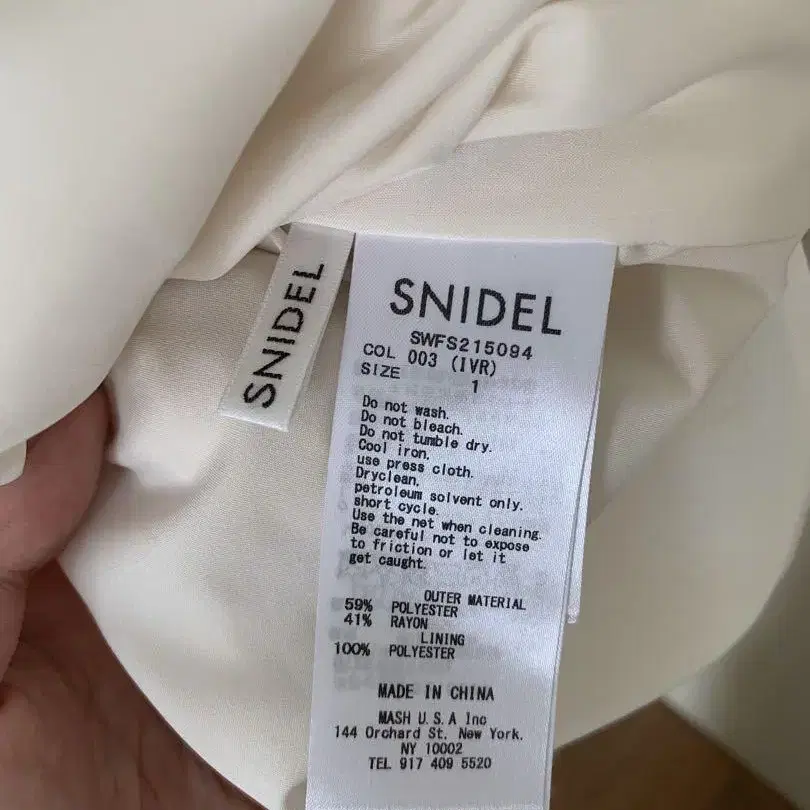 SNIDEL
SNIDEL
SWFS215094
COL 003 (IVR)
SIZE 1
Do not wash.
Do not bleach.
Do not tumble dry.
Cool iron.
use press cloth.
Dryclean,
petroleum solvent only.
short cycle.
Use the net when cleaning.
Be careful not to expose
to friction or let it
get caught.
OUTER MATERIAL
59% POLYESTER
41% RAYON
LINING
100% POLYESTER
MADE IN CHINA
MASH U.S.A Inc
144 Orchard St. New York.
NY 10002
TEL 917 409 5520